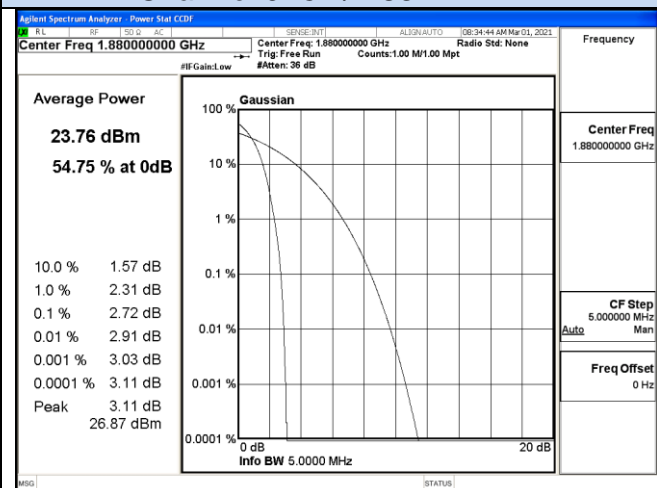 Agilent Spectrum Analyzer - Power Stat CCDF
RL RF 50 Ω AC SENSE:INT ALIGN AUTO 08:34:44 AM Mar 01, 2021
Center Freq 1.880000000 GHz
Center Freq: 1.880000000 GHz Radio Std: None
Trig: Free Run Counts:1.00 M/1.00 Mpt
#IFGain:Low #Atten: 36 dB
Frequency
Average Power
23.76 dBm
54.75 % at 0dB
10.0 % 1.57 dB
1.0 % 2.31 dB
0.1 % 2.72 dB
0.01 % 2.91 dB
0.001 % 3.03 dB
0.0001 % 3.11 dB
Peak 3.11 dB
26.87 dBm
Gaussian
100 %
10 %
1 %
0.1 %
0.01 %
0.001 %
0.0001 %
0 dB 20 dB
Info BW 5.0000 MHz
Center Freq
1.880000000 GHz
CF Step
5.000000 MHz
Auto Man
Freq Offset
0 Hz
MSG STATUS